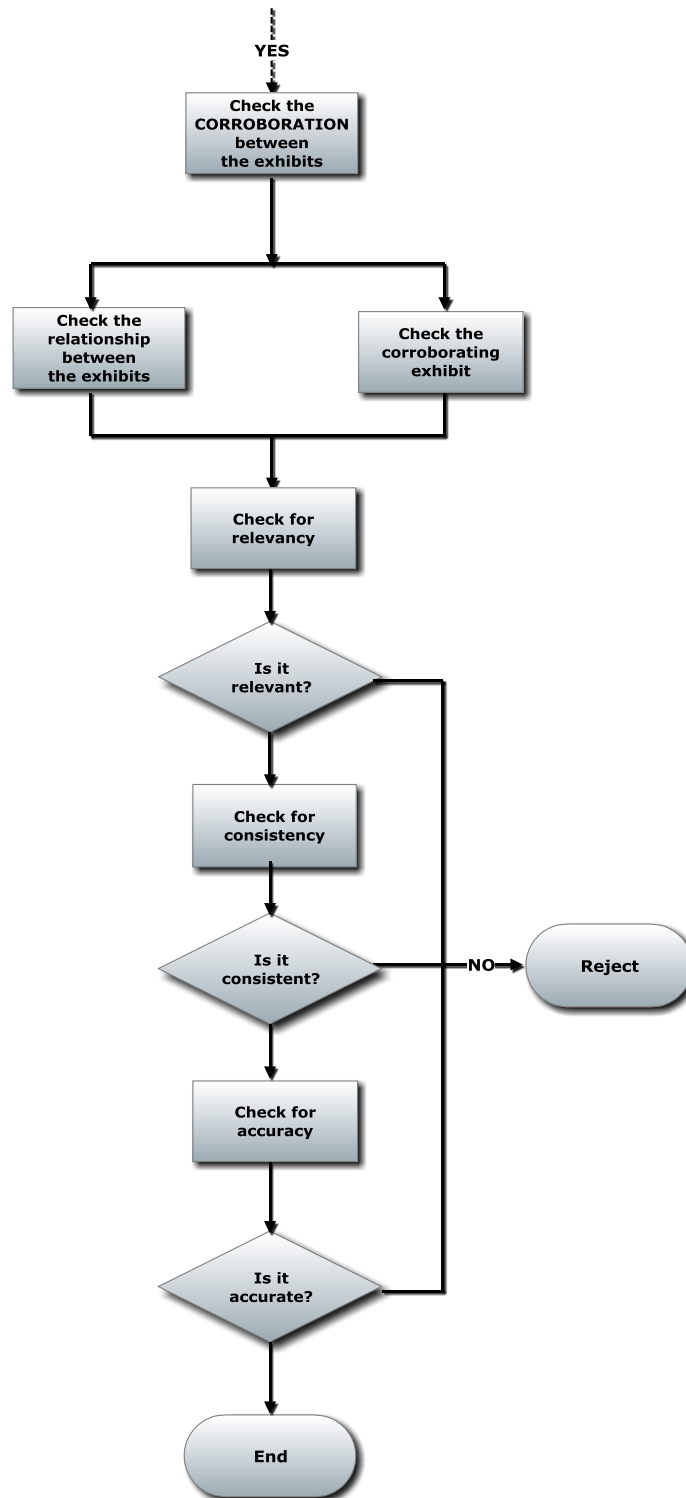 YES
Check the
CORROBORATION
between
the exhibits
Check the
relationship
between
the exhibits
Check the
corroborating
exhibit
Check for
relevancy
Is it
relevant?
Check for
consistency
Is it
consistent?
NO
Reject
Check for
accuracy
Is it
accurate?
End